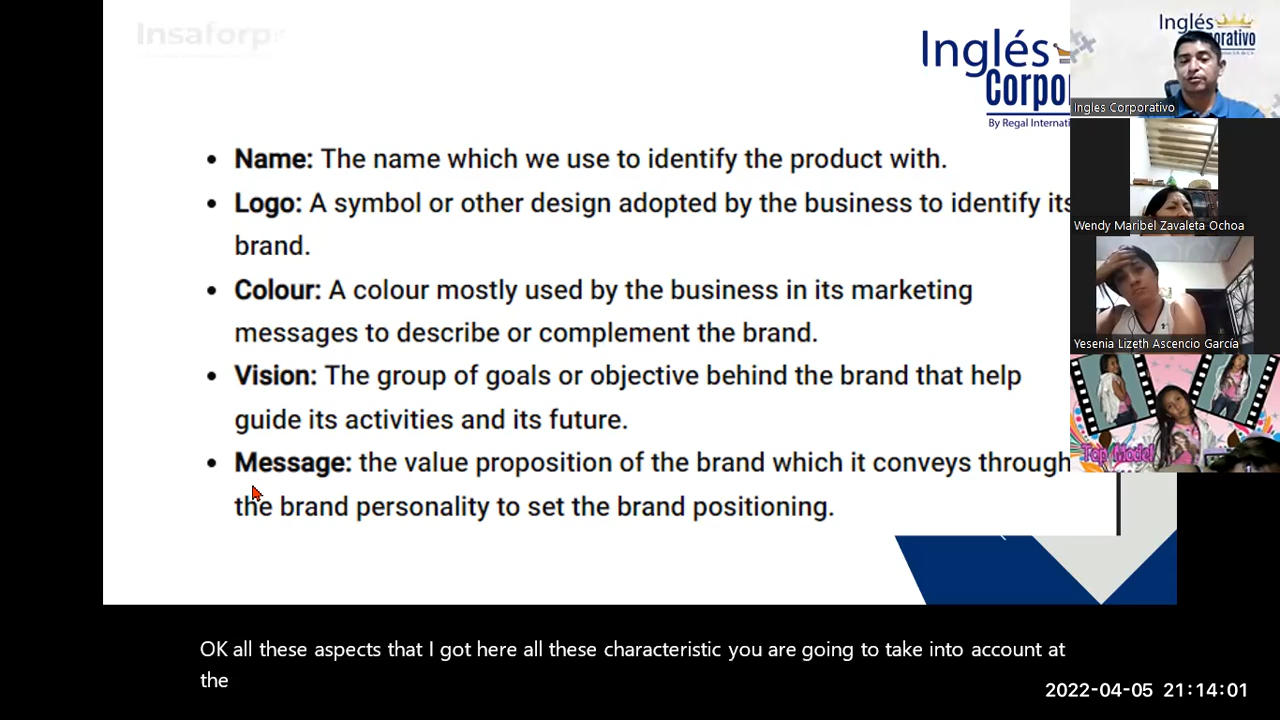 Insaforp
Inglés
Corpo
By Regal Internati
• Name: The name which we use to identify the product with.
• Logo: A symbol or other design adopted by the business to identify its
brand.
• Colour: A colour mostly used by the business in its marketing
messages to describe or complement the brand.
• Vision: The group of goals or objective behind the brand that help
guide its activities and its future.
• Message: the value proposition of the brand which it conveys through
the brand personality to set the brand positioning.
Inglés
orativo
Ingles Corporativo
Wendy Maribel Zavaleta Ochoa
Yesenia Lizeth Ascencio García
Top Model
OK all these aspects that I got here all these characteristic you are going to take into account at
the
2022-04-05 21:14:01